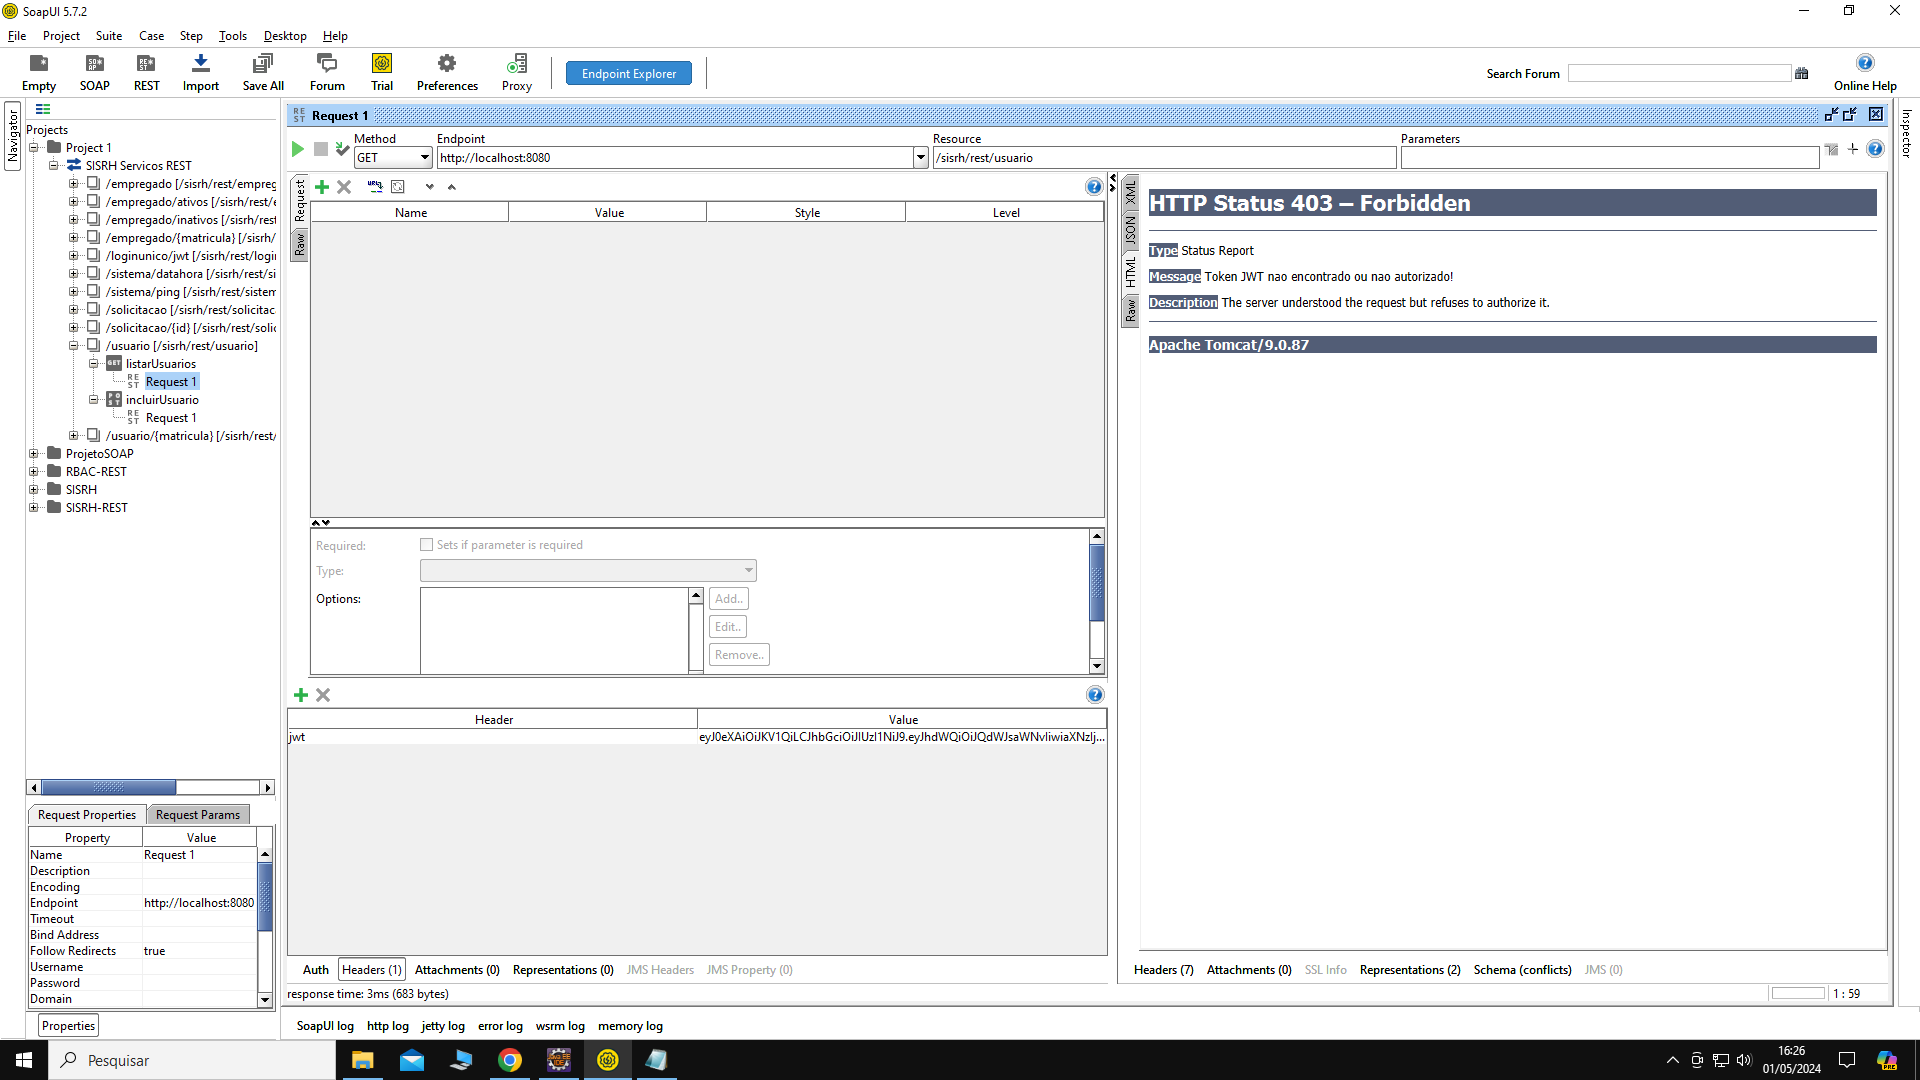 SoapUI 5.7.2
File Project Suite Case Step Tools Desktop Help
Empty SOAP REST Import Save All Forum Trial Preferences Proxy Endpoint Explorer Search Forum Online Help
Navigator
Inspector
Projects
Project 1
SISRH Servicos REST
/empregado [/sisrh/rest/empreg
/empregado/ativos [/sisrh/rest/e
/empregado/inativos [/sisrh/rest
/empregado/{matricula} [/sisrh/
/loginunico/jwt [/sisrh/rest/logi
/sistema/datahora [/sisrh/rest/si
/sistema/ping [/sisrh/rest/sistem
/solicitacao [/sisrh/rest/solicitac
/solicitacao/{id} [/sisrh/rest/solic
/usuario [/sisrh/rest/usuario]
GET listarUsuarios
REST Request 1
POST incluirUsuario
REST Request 1
/usuario/{matricula} [/sisrh/rest/
ProjetoSOAP
RBAC-REST
SISRH
SISRH-REST
Request Properties Request Params
Property Value
Name Request 1
Description
Encoding
Endpoint http://localhost:8080
Timeout
Bind Address
Follow Redirects true
Username
Password
Domain
Properties
REST Request 1
Method Endpoint Resource Parameters
GET http://localhost:8080 /sisrh/rest/usuario
Request
Raw
Name Value Style Level
Required: Sets if parameter is required
Type:
Options: Add..
Edit..
Remove..
Header Value
jwt eyJ0eXAiOiJKV1QiLCJhbGciOiJIUzI1NiJ9.eyJhdWQiOiJQdWJsaWNvIiwiaXNzIj...
Auth Headers (1) Attachments (0) Representations (0) JMS Headers JMS Property (0)
response time: 3ms (683 bytes)
XML
JSON
HTML
Raw
HTTP Status 403 – Forbidden
Type Status Report
Message Token JWT nao encontrado ou nao autorizado!
Description The server understood the request but refuses to authorize it.
Apache Tomcat/9.0.87
Headers (7) Attachments (0) SSL Info Representations (2) Schema (conflicts) JMS (0)
1 : 59
SoapUI log http log jetty log error log wsrm log memory log
Pesquisar
16:26
01/05/2024